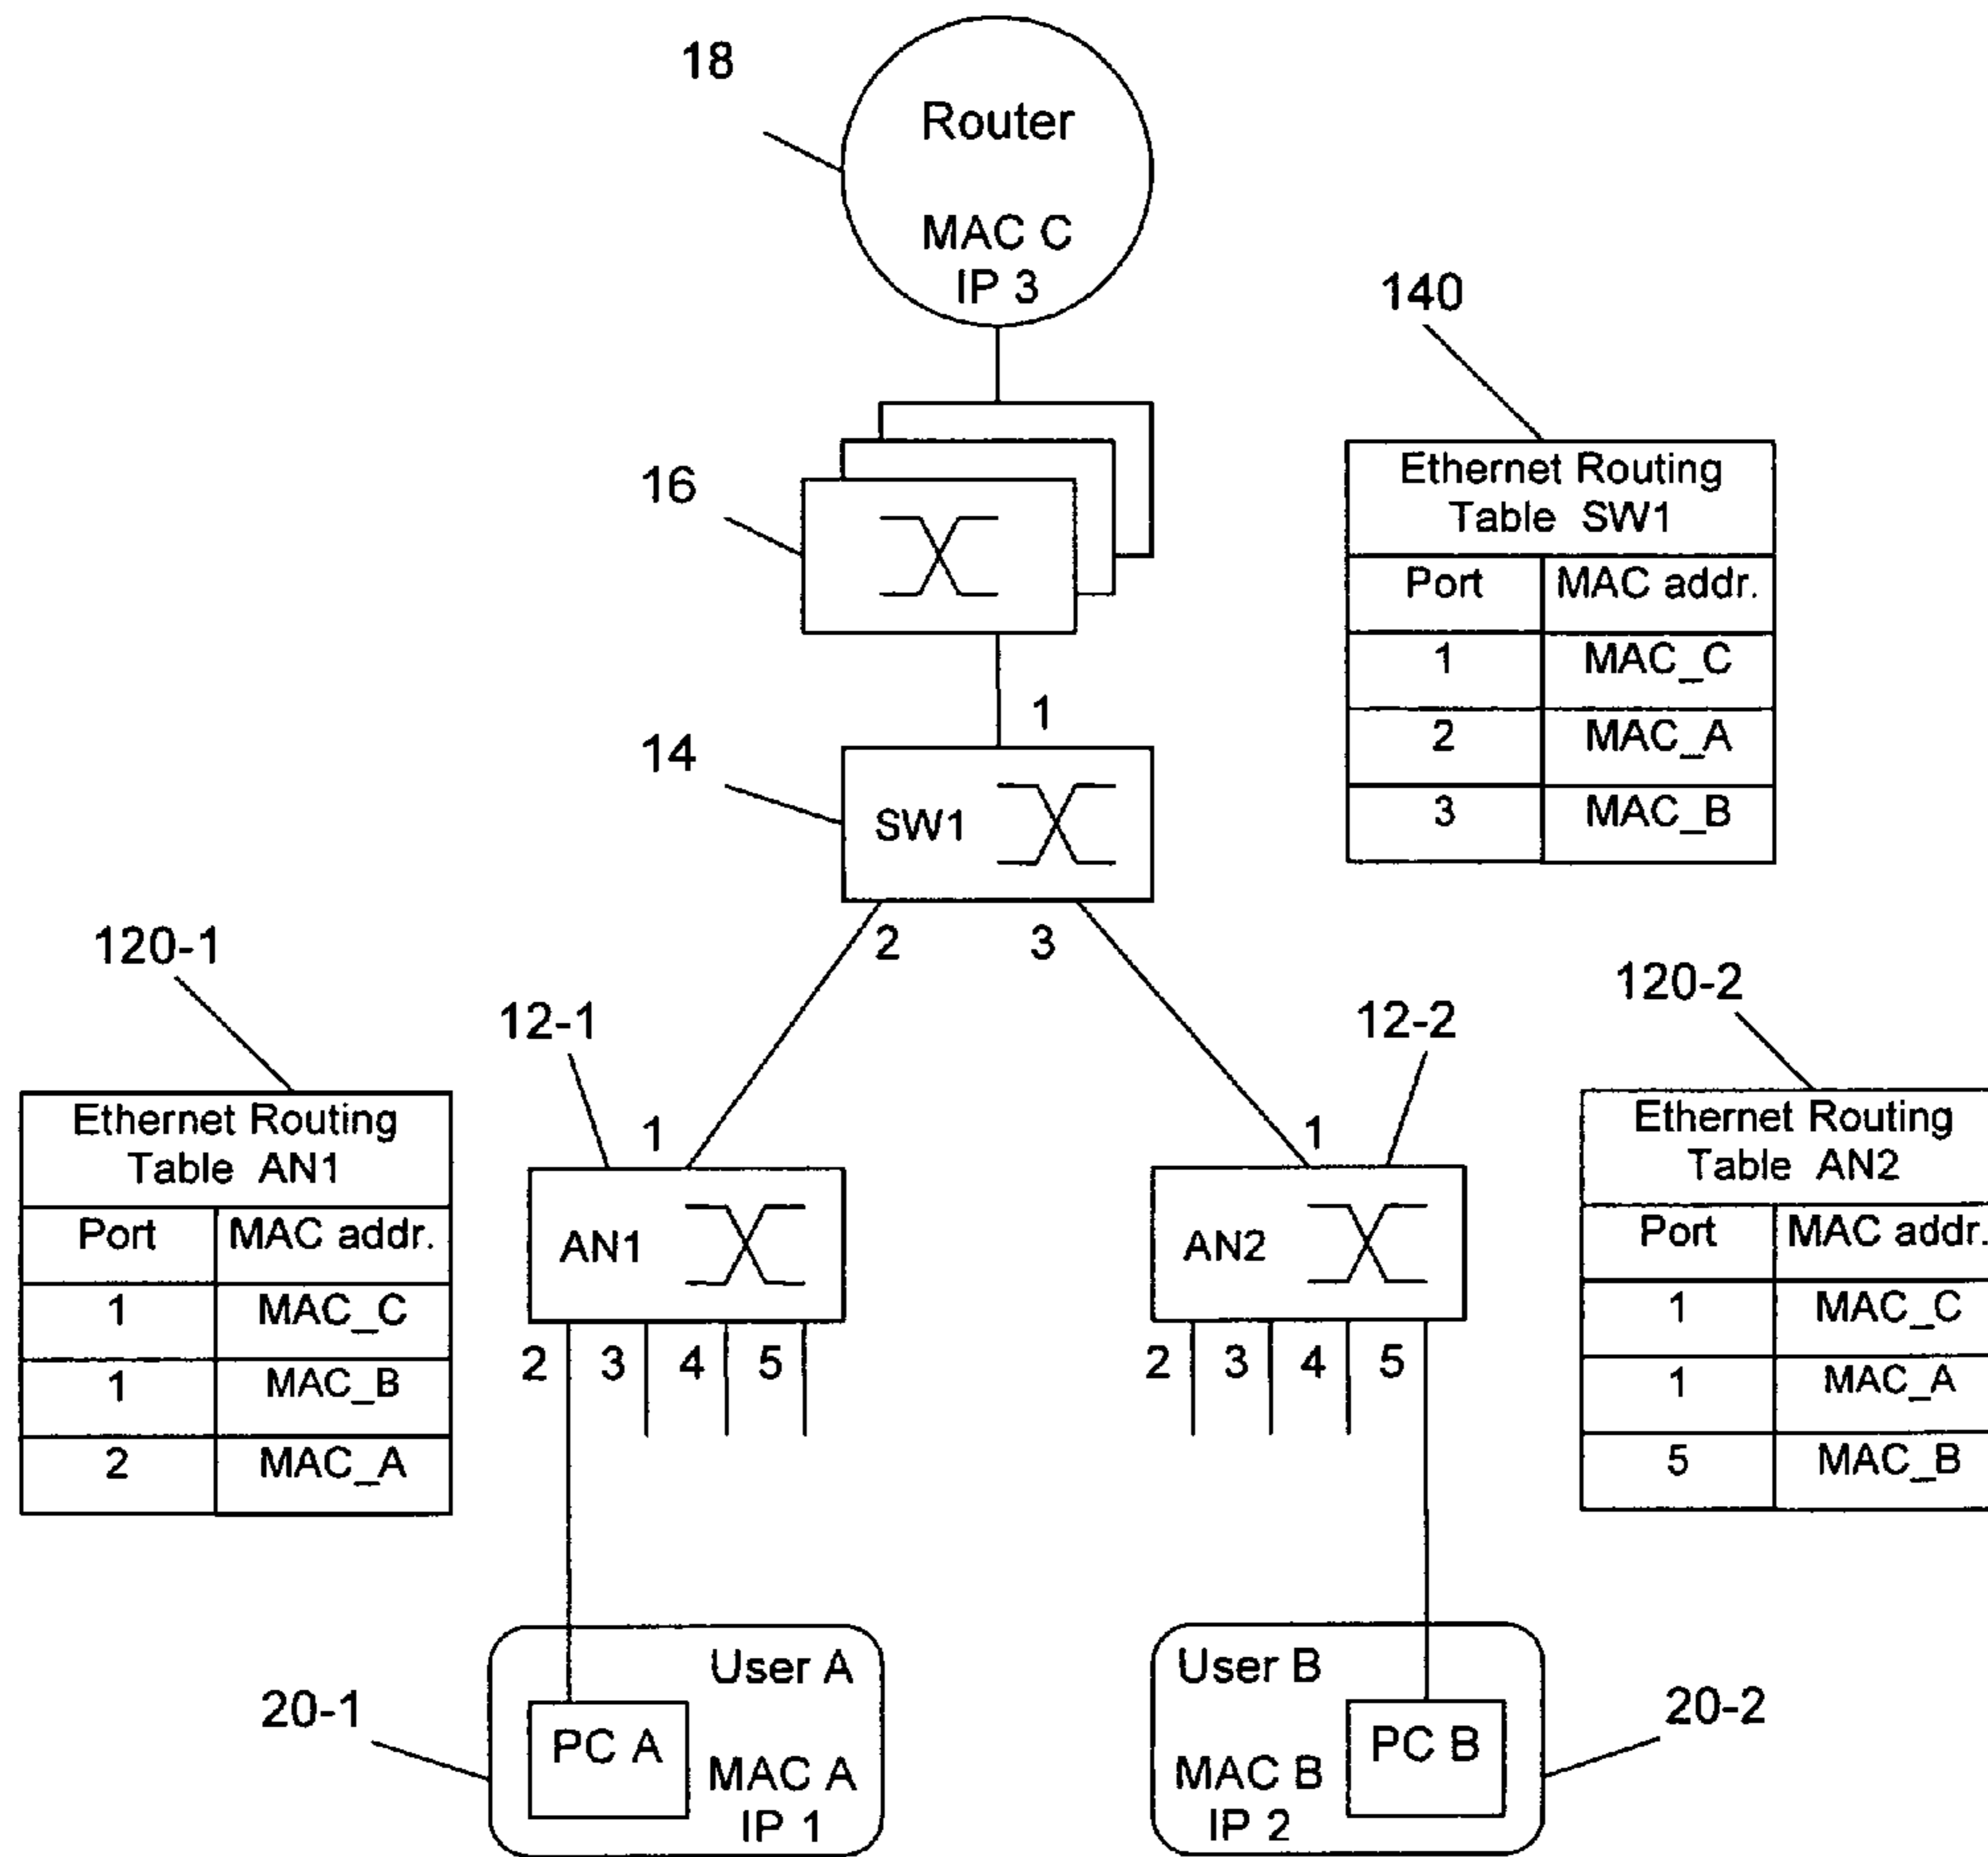 18
Router
MAC C
IP 3
140
Ethernet Routing
Table SW1
Port MAC addr.
1 MAC_C
2 MAC_A
3 MAC_B
16
1
14
SW1
2 3
120-1
12-1
12-2
120-2
Ethernet Routing
Table AN1
Port MAC addr.
1 MAC_C
1 MAC_B
2 MAC_A
1
AN1
2 3 4 5
1
AN2
2 3 4 5
Ethernet Routing
Table AN2
Port MAC addr.
1 MAC_C
1 MAC_A
5 MAC_B
20-1
User A
PC A
MAC A
IP 1
User B
PC B
MAC B
IP 2
20-2